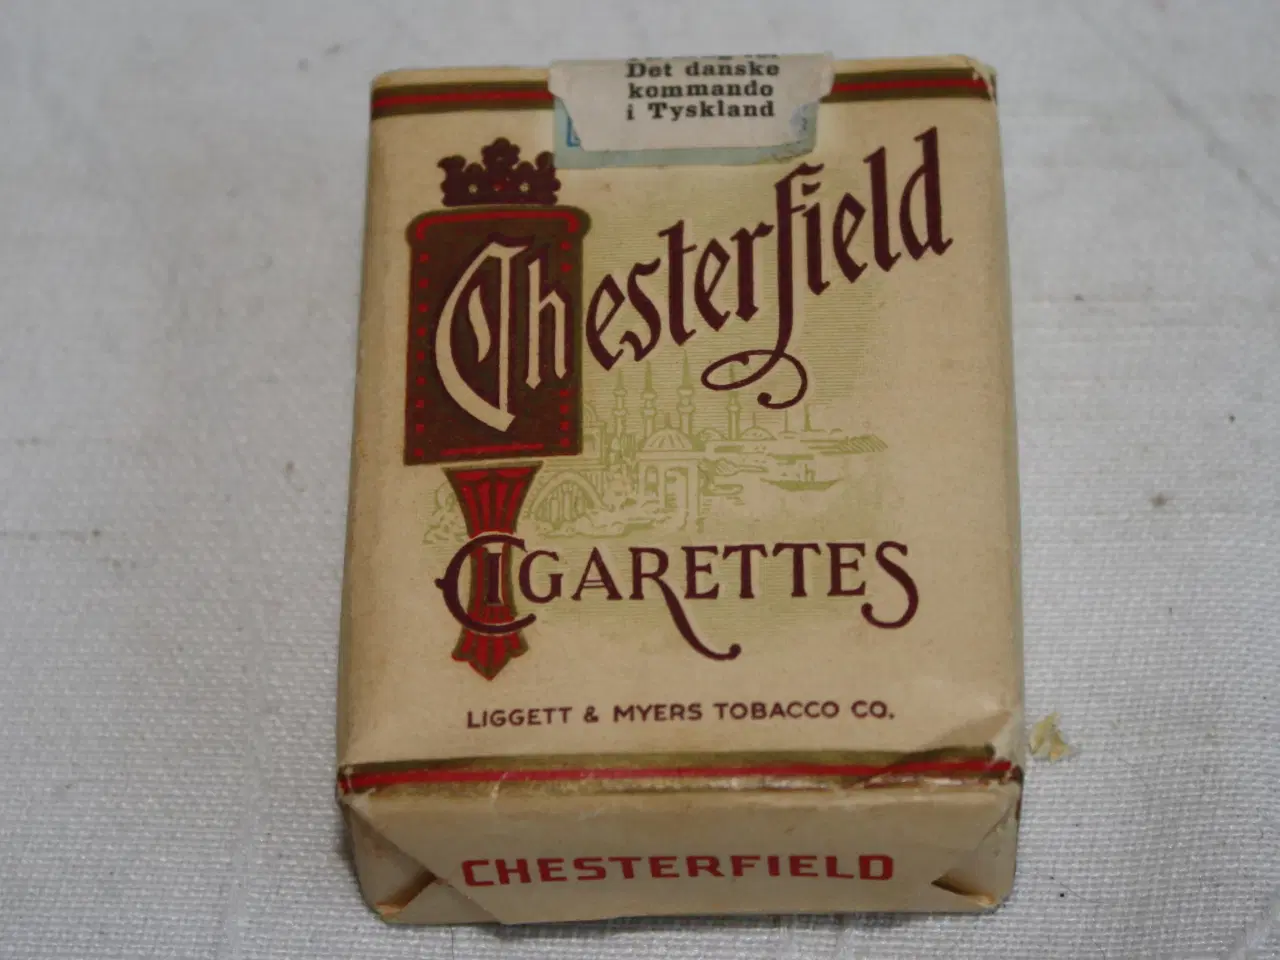 Det danske
kommando
i Tyskland
Chesterfield
CIGARETTES
LIGGETT & MYERS TOBACCO CO.
CHESTERFIELD